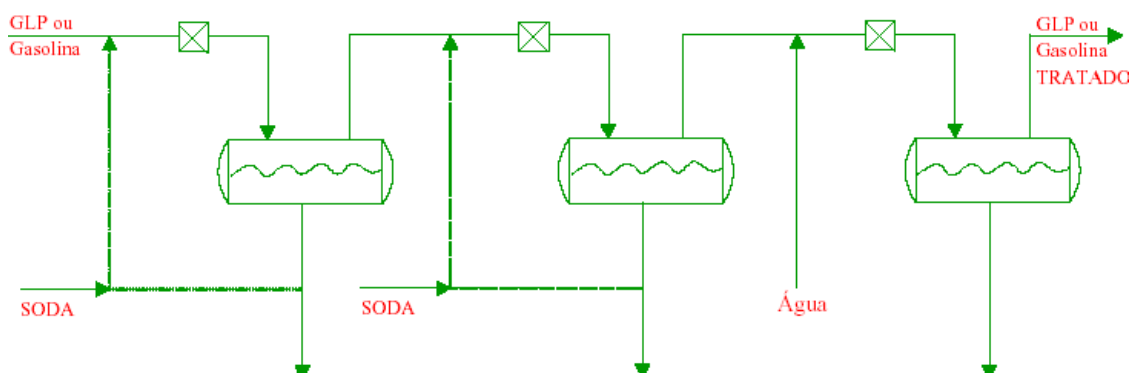 GLP ou
Gasolina
GLP ou
Gasolina
TRATADO
SODA
SODA
Água